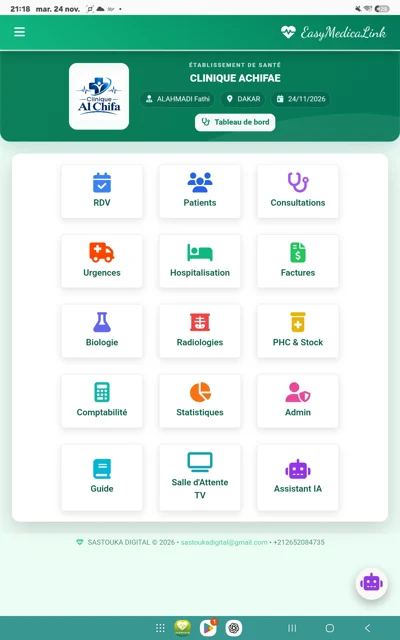 21:18 mar. 24 nov.
EasyMedicaLink
ÉTABLISSEMENT DE SANTÉ
CLINIQUE ACHIFAE
Clinique
Al Chifa
ALAHMADI Fathi
DAKAR
24/11/2026
Tableau de bord
RDV
Patients
Consultations
Urgences
Hospitalisation
Factures
Biologie
Radiologies
PHC & Stock
Comptabilité
Statistiques
Admin
Guide
Salle d'Attente
TV
Assistant IA
SASTOUKA DIGITAL © 2026 • sastoukadigital@gmail.com • +212652084735